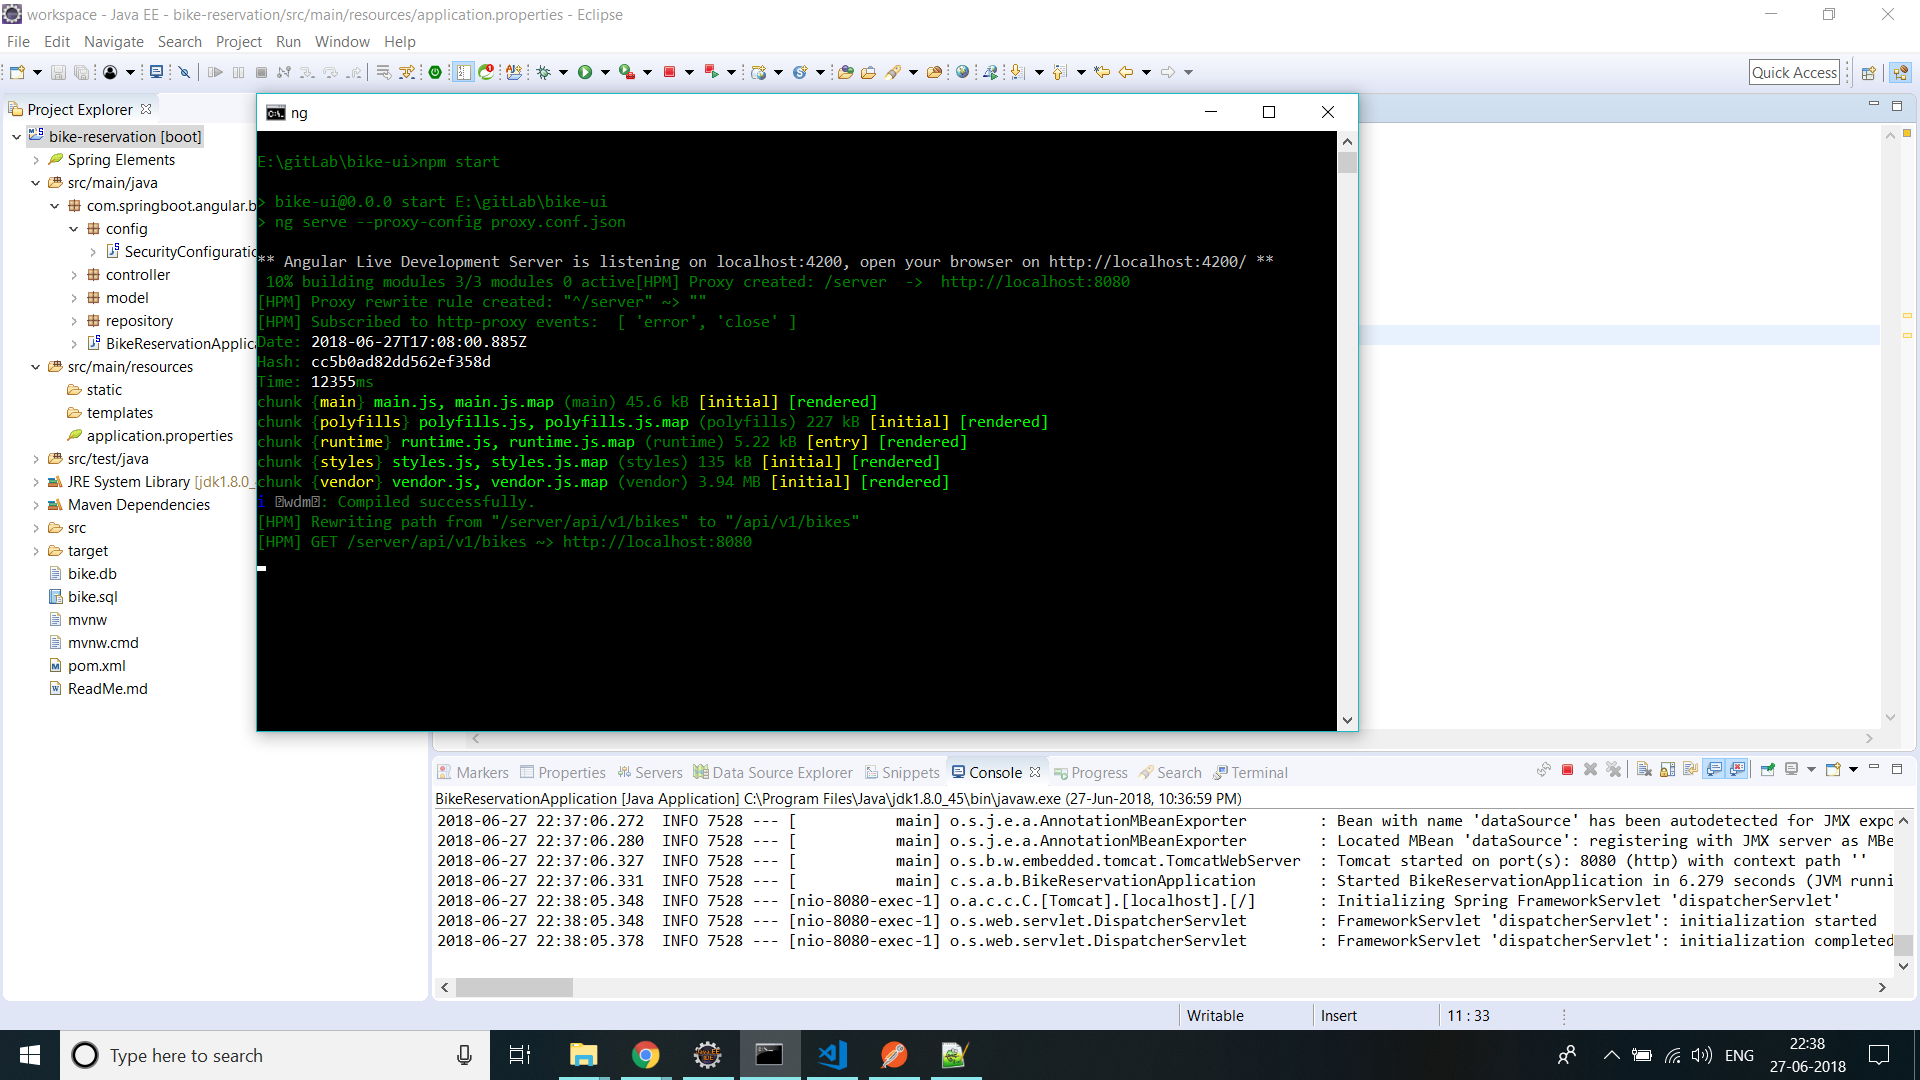 workspace - Java EE - bike-reservation/src/main/resources/application.properties - Eclipse
File Edit Navigate Search Project Run Window Help
Quick Access
Project Explorer
bike-reservation [boot]
Spring Elements
src/main/java
com.springboot.angular.b
config
SecurityConfiguratio
controller
model
repository
BikeReservationApplic
src/main/resources
static
templates
application.properties
src/test/java
JRE System Library [jdk1.8.0_
Maven Dependencies
src
target
bike.db
bike.sql
mvnw
mvnw.cmd
pom.xml
ReadMe.md
ng
E:\gitLab\bike-ui>npm start
> bike-ui@0.0.0 start E:\gitLab\bike-ui
> ng serve --proxy-config proxy.conf.json
** Angular Live Development Server is listening on localhost:4200, open your browser on http://localhost:4200/ **
10% building modules 3/3 modules 0 active[HPM] Proxy created: /server  ->  http://localhost:8080
[HPM] Proxy rewrite rule created: "^/server" ~> ""
[HPM] Subscribed to http-proxy events:  [ 'error', 'close' ]
Date: 2018-06-27T17:08:00.885Z
Hash: cc5b0ad82dd562ef358d
Time: 12355ms
chunk {main} main.js, main.js.map (main) 45.6 kB [initial] [rendered]
chunk {polyfills} polyfills.js, polyfills.js.map (polyfills) 227 kB [initial] [rendered]
chunk {runtime} runtime.js, runtime.js.map (runtime) 5.22 kB [entry] [rendered]
chunk {styles} styles.js, styles.js.map (styles) 135 kB [initial] [rendered]
chunk {vendor} vendor.js, vendor.js.map (vendor) 3.94 MB [initial] [rendered]
i wdm: Compiled successfully.
[HPM] Rewriting path from "/server/api/v1/bikes" to "/api/v1/bikes"
[HPM] GET /server/api/v1/bikes ~> http://localhost:8080
Markers Properties Servers Data Source Explorer Snippets Console Progress Search Terminal
BikeReservationApplication [Java Application] C:\Program Files\Java\jdk1.8.0_45\bin\javaw.exe (27-Jun-2018, 10:36:59 PM)
2018-06-27 22:37:06.272  INFO 7528 --- [           main] o.s.j.e.a.AnnotationMBeanExporter        : Bean with name 'dataSource' has been autodetected for JMX expo
2018-06-27 22:37:06.280  INFO 7528 --- [           main] o.s.j.e.a.AnnotationMBeanExporter        : Located MBean 'dataSource': registering with JMX server as MBe
2018-06-27 22:37:06.327  INFO 7528 --- [           main] o.s.b.w.embedded.tomcat.TomcatWebServer  : Tomcat started on port(s): 8080 (http) with context path ''
2018-06-27 22:37:06.331  INFO 7528 --- [           main] c.s.a.b.BikeReservationApplication       : Started BikeReservationApplication in 6.279 seconds (JVM runni
2018-06-27 22:38:05.348  INFO 7528 --- [nio-8080-exec-1] o.a.c.c.C.[Tomcat].[localhost].[/]       : Initializing Spring FrameworkServlet 'dispatcherServlet'
2018-06-27 22:38:05.348  INFO 7528 --- [nio-8080-exec-1] o.s.web.servlet.DispatcherServlet        : FrameworkServlet 'dispatcherServlet': initialization started
2018-06-27 22:38:05.378  INFO 7528 --- [nio-8080-exec-1] o.s.web.servlet.DispatcherServlet        : FrameworkServlet 'dispatcherServlet': initialization completed
Writable Insert 11 : 33
Type here to search
ENG
22:38
27-06-2018